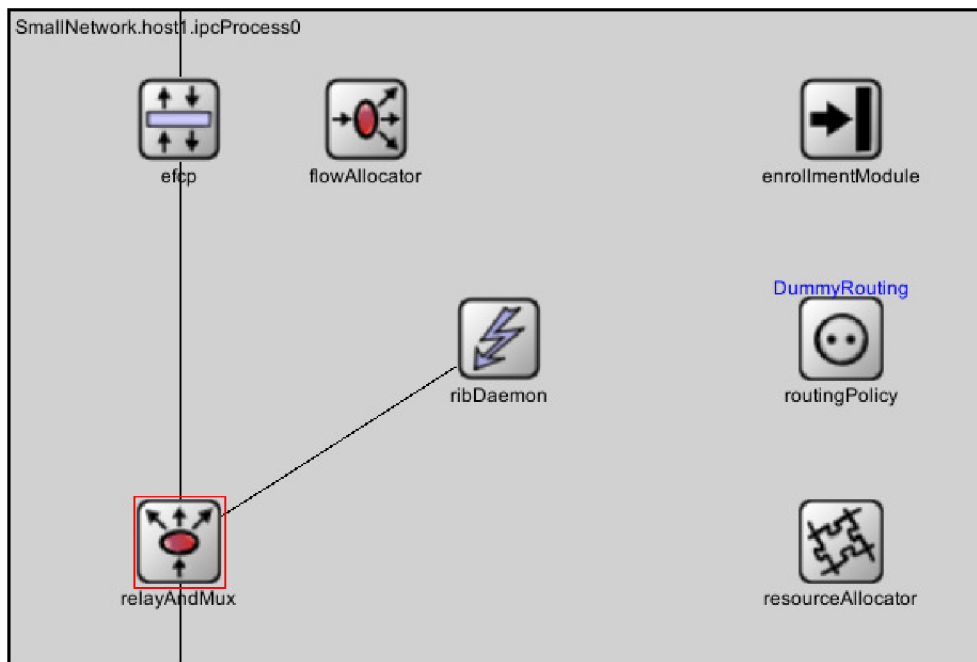 SmallNetwork.host1.ipcProcess0
efcp
flowAllocator
enrollmentModule
DummyRouting
ribDaemon
routingPolicy
relayAndMux
resourceAllocator